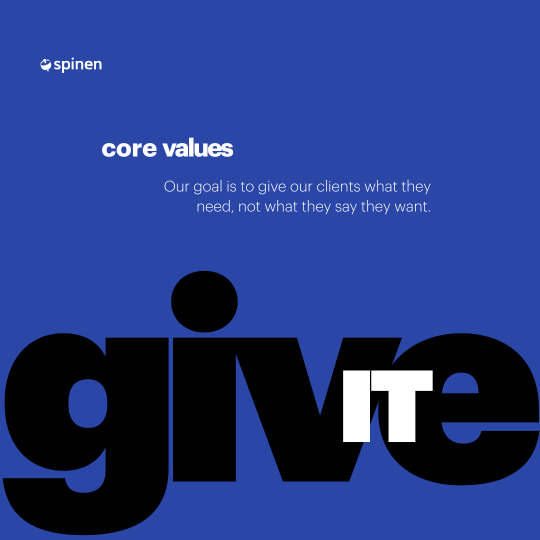 spinen
core values
Our goal is to give our clients what they
need, not what they say they want.
give
IT